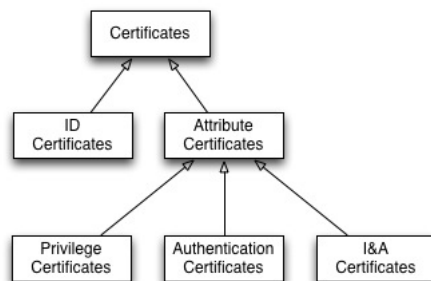 Certificates
ID
Certificates
Attribute
Certificates
Privilege
Certificates
Authentication
Certificates
I&A
Certificates